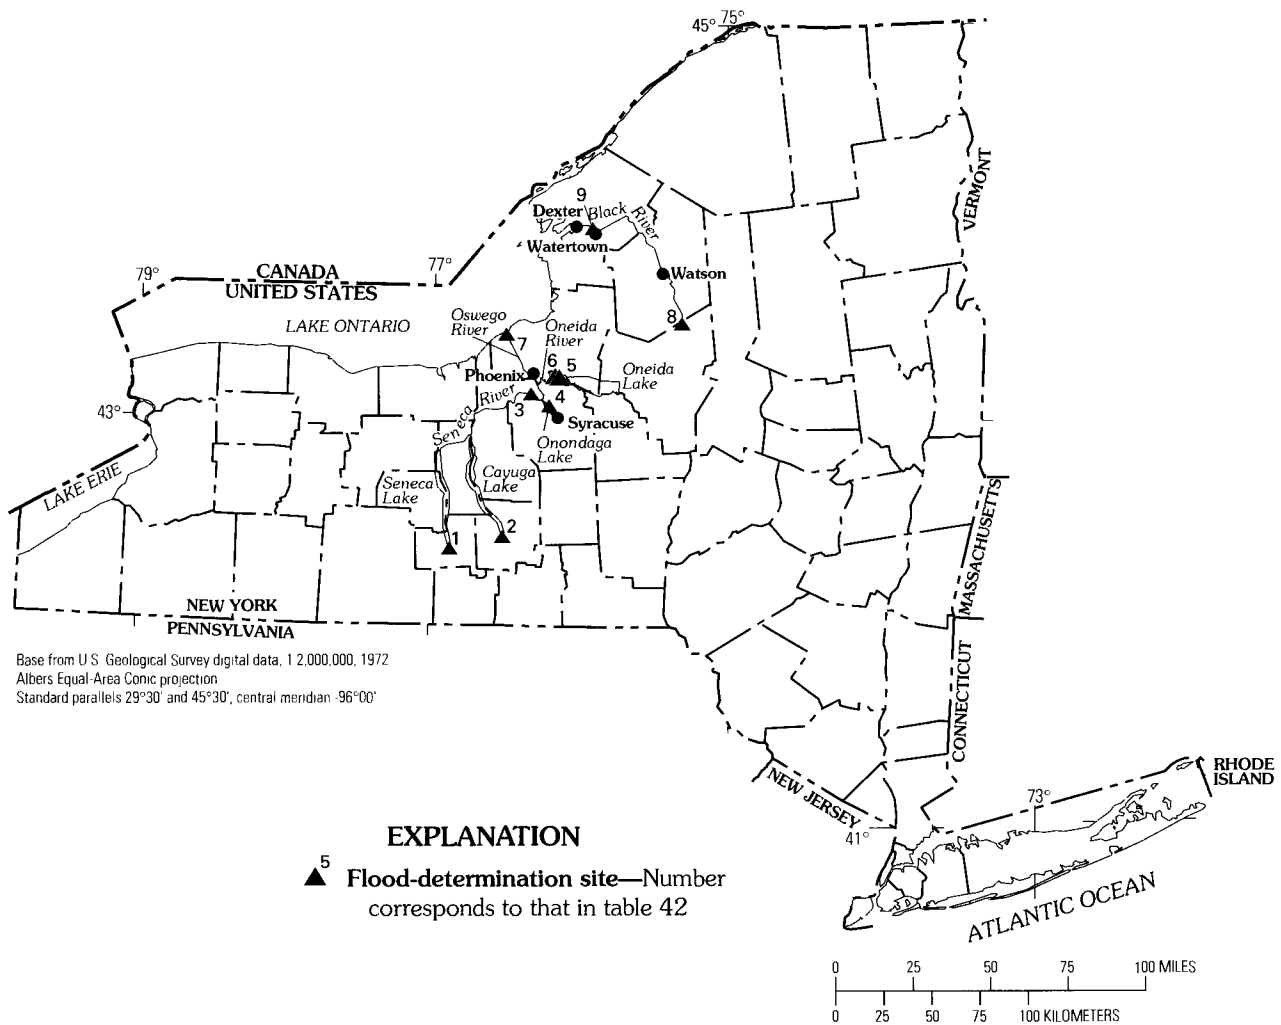 45°
75°
VERMONT
9
Dexter
Black
River
Watertown
79°
77°
CANADA
UNITED STATES
Watson
LAKE ONTARIO
Oswego
River
Oneida
River
8
7
6
5
Oneida
Lake
Phoenix
43°
3
4
Seneca River
Syracuse
Onondaga
Lake
LAKE ERIE
Seneca
Lake
Cayuga
Lake
MASSACHUSETTS
1
2
NEW YORK
PENNSYLVANIA
CONNECTICUT
Base from U S Geological Survey digital data, 1 2,000,000, 1972
Albers Equal-Area Conic projection
Standard parallels 29°30' and 45°30', central meridian -96°00'
RHODE
ISLAND
NEW JERSEY
73°
41°
EXPLANATION
5
Flood-determination site—Number
corresponds to that in table 42
ATLANTIC OCEAN
0 25 50 75 100 MILES
0 25 50 75 100 KILOMETERS